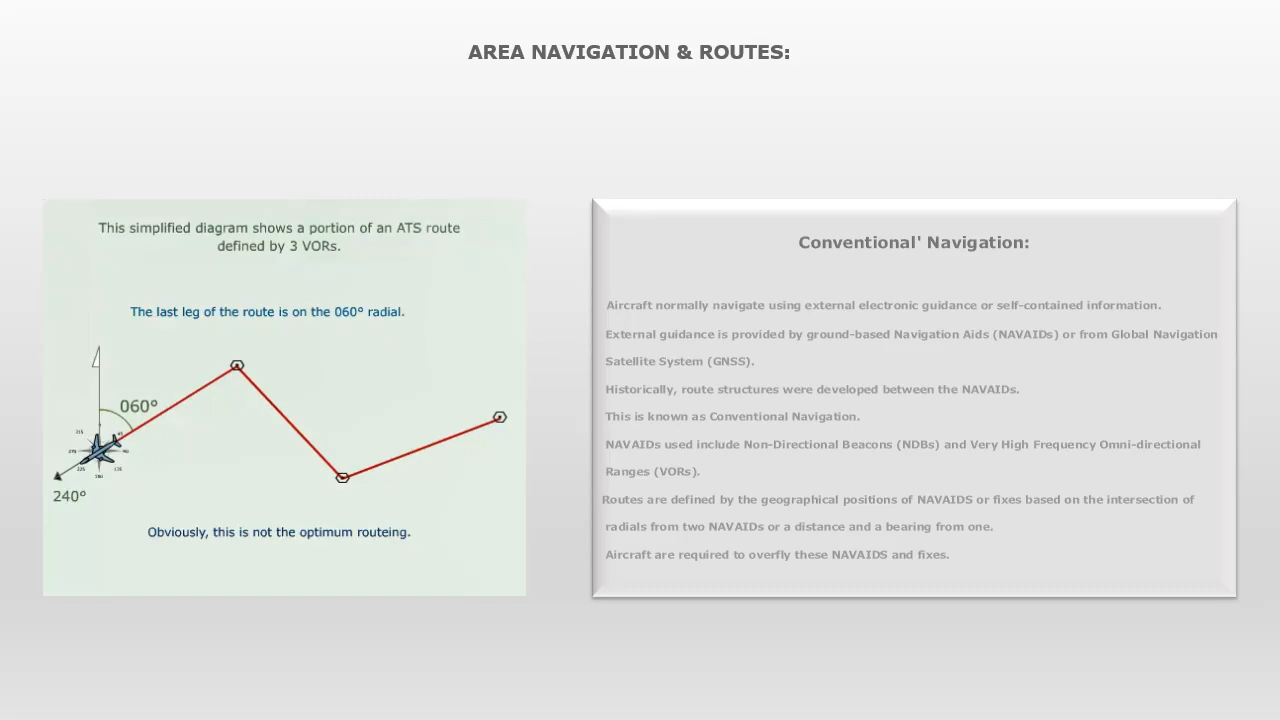 AREA NAVIGATION & ROUTES:
This simplified diagram shows a portion of an ATS route
defined by 3 VORs.
The last leg of the route is on the 060° radial.
060°
240°
Obviously, this is not the optimum routeing.
Conventional' Navigation:
Aircraft normally navigate using external electronic guidance or self-contained information.
External guidance is provided by ground-based Navigation Aids (NAVAIDs) or from Global Navigation
Satellite System (GNSS).
Historically, route structures were developed between the NAVAIDs.
This is known as Conventional Navigation.
NAVAIDs used include Non-Directional Beacons (NDBs) and Very High Frequency Omni-directional
Ranges (VORs).
Routes are defined by the geographical positions of NAVAIDS or fixes based on the intersection of
radials from two NAVAIDs or a distance and a bearing from one.
Aircraft are required to overfly these NAVAIDS and fixes.